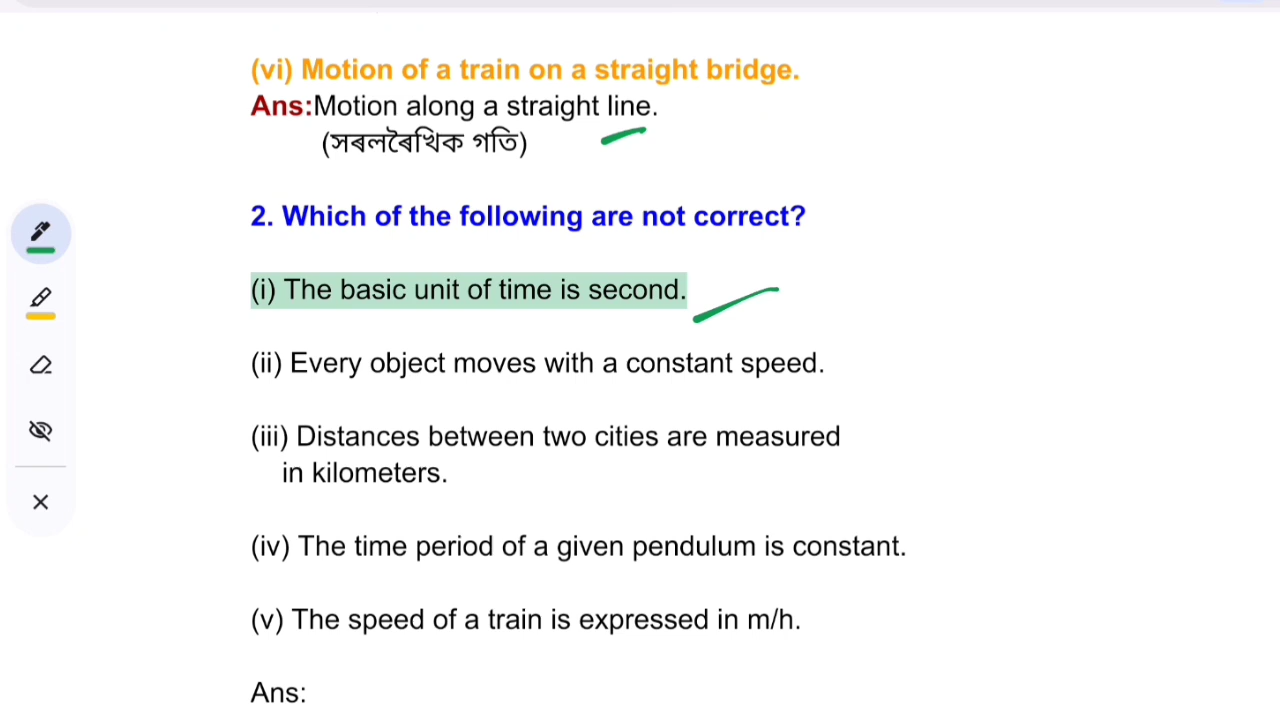 (vi) Motion of a train on a straight bridge.
Ans:Motion along a straight line.
(সৰলৰৈখিক গতি)
2. Which of the following are not correct?
(i) The basic unit of time is second.
(ii) Every object moves with a constant speed.
(iii) Distances between two cities are measured
in kilometers.
(iv) The time period of a given pendulum is constant.
(v) The speed of a train is expressed in m/h.
Ans: